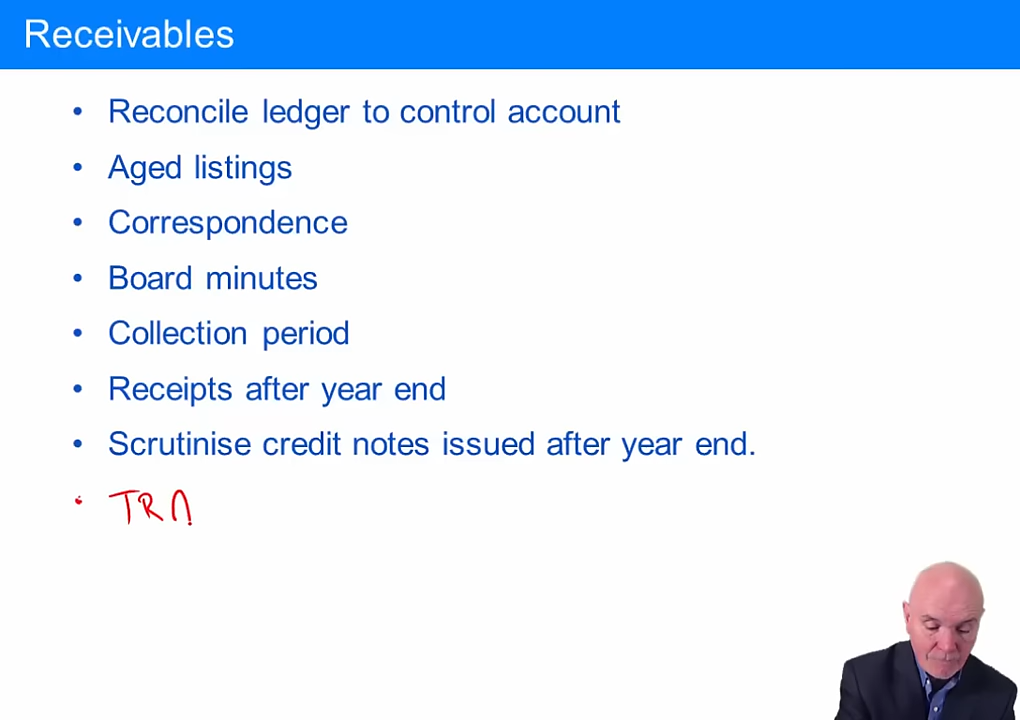 Receivables
• Reconcile ledger to control account
• Aged listings
• Correspondence
• Board minutes
• Collection period
• Receipts after year end
• Scrutinise credit notes issued after year end.
• TRA